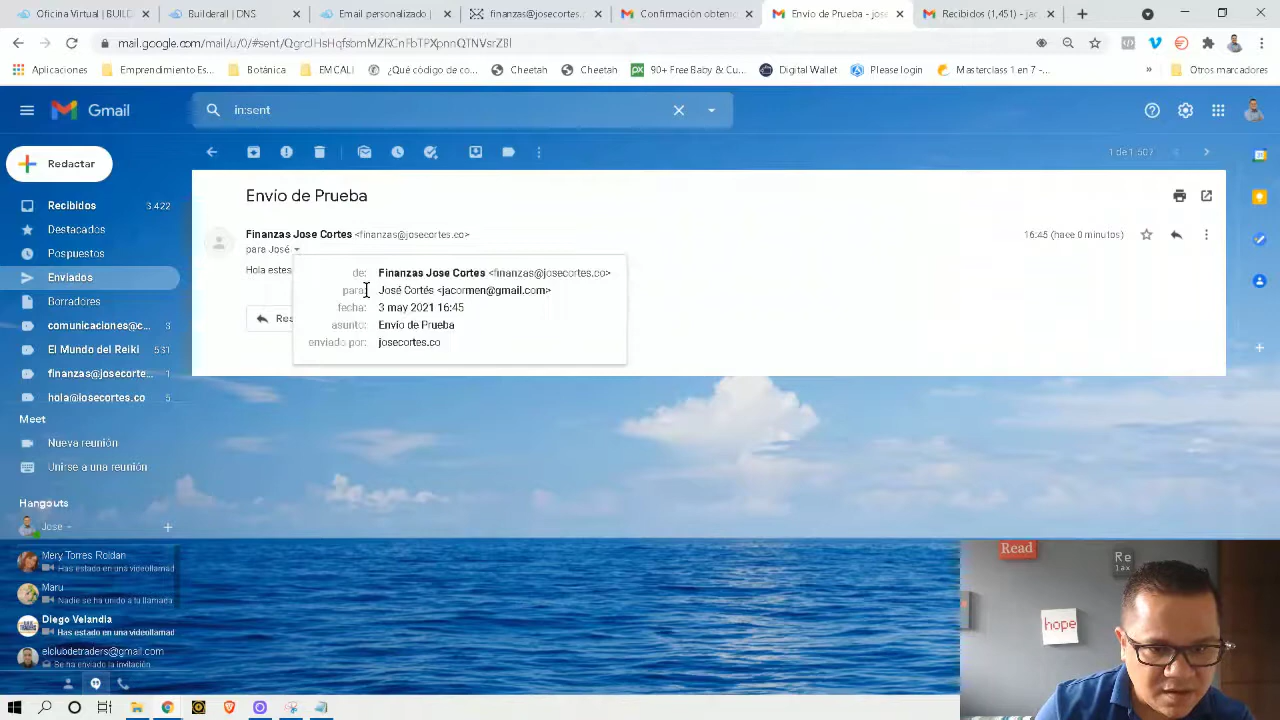 Oficina Virtual | BUILD
Builderall | DNS
Email personalizado |
finanzas@josecortes.
Confirmación obtenid
Envío de Prueba - jose
Recibidos (1,451) - jac
mail.google.com/mail/u/0/#sent/
Aplicaciones
Emprendimiento E...
Botánica
EMCALI
¿Qué código de co...
Cheetah
Cheetah
90+ Free Baby & Cu...
Digital Wallet
Please login
Masterclass 1 en 7 -...
»
Otros marcadores
Gmail
in:sent
Redactar
1 de 1.507
Recibidos 3.422
Destacados
Pospuestos
Enviados
Borradores
comunicaciones@c... 3
El Mundo del Reiki 531
finanzas@josecorte... 1
hola@josecortes.co 5
Meet
Nueva reunión
Unirse a una reunión
Hangouts
Jose
Mery Torres Roldan
Has estado en una videollamad
Maru
Nadie se ha unido a tu llamada
Diego Velandia
Has estado en una videollamad
elclubdetraders@gmail.com
Se ha enviado la invitación
Envío de Prueba
Finanzas Jose Cortes <finanzas@josecortes.co>
16:45 (hace 0 minutos)
para José
Hola estes
de: Finanzas Jose Cortes <finanzas@josecortes.co>
para: José Cortés <jacormen@gmail.com>
fecha: 3 may 2021 16:45
asunto: Envío de Prueba
enviado por: josecortes.co
Res
Read
Re
lax
hope